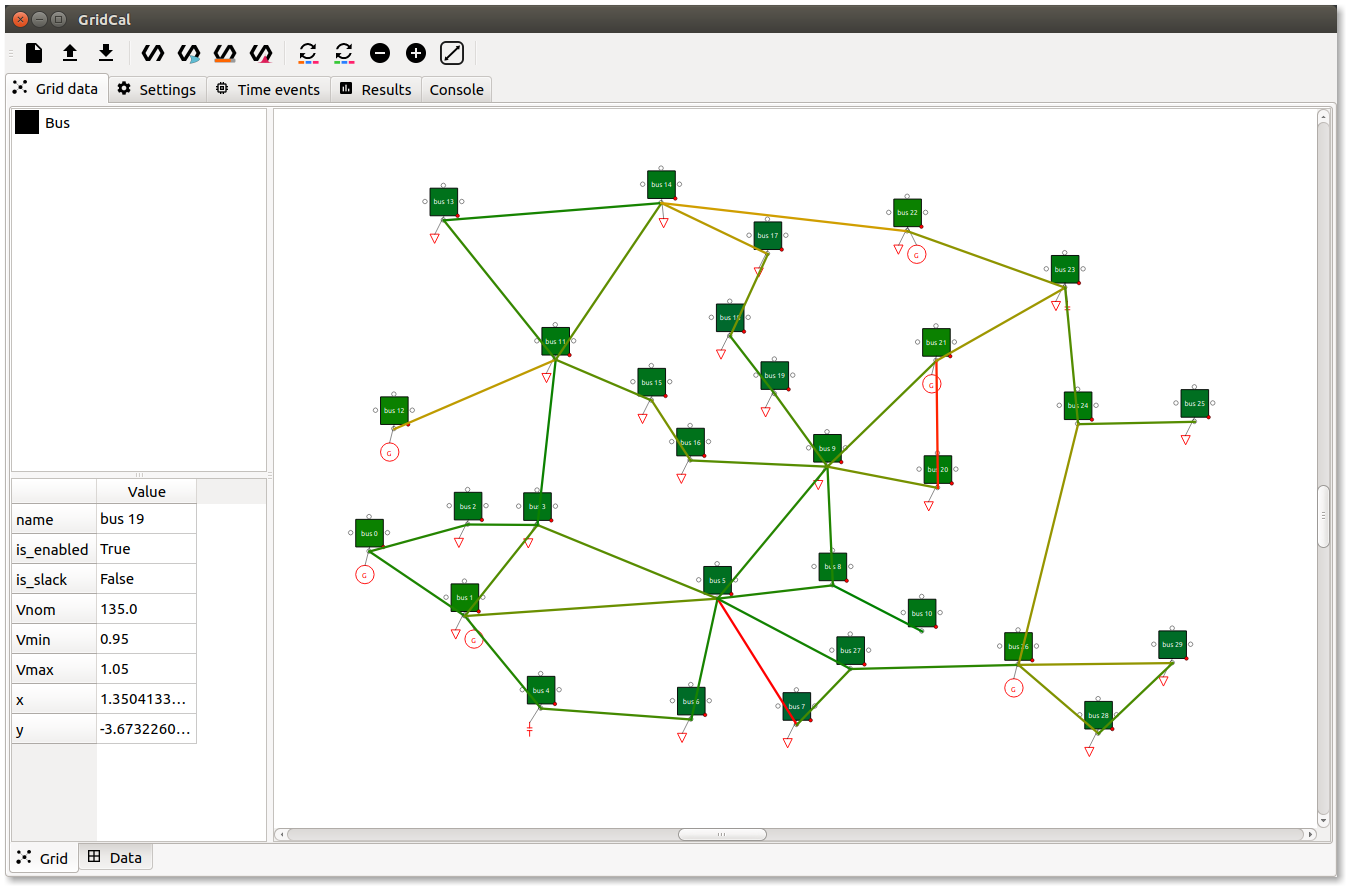 GridCal
Grid data Settings Time events Results Console
Bus
Value
name bus 19
is_enabled True
is_slack False
Vnom 135.0
Vmin 0.95
Vmax 1.05
x 1.3504133...
y -3.6732260...
bus 14
bus 13
bus 22
bus 17
bus 23
G
bus 18
bus 11
bus 21
bus 15
bus 19
G
bus 12
bus 24
bus 25
bus 16
bus 9
G
bus 20
bus 2
bus 3
bus 0
bus 8
G
bus 5
bus 1
bus 10
G
bus 26
bus 29
bus 27
G
bus 4
bus 6
bus 7
bus 28
Grid Data